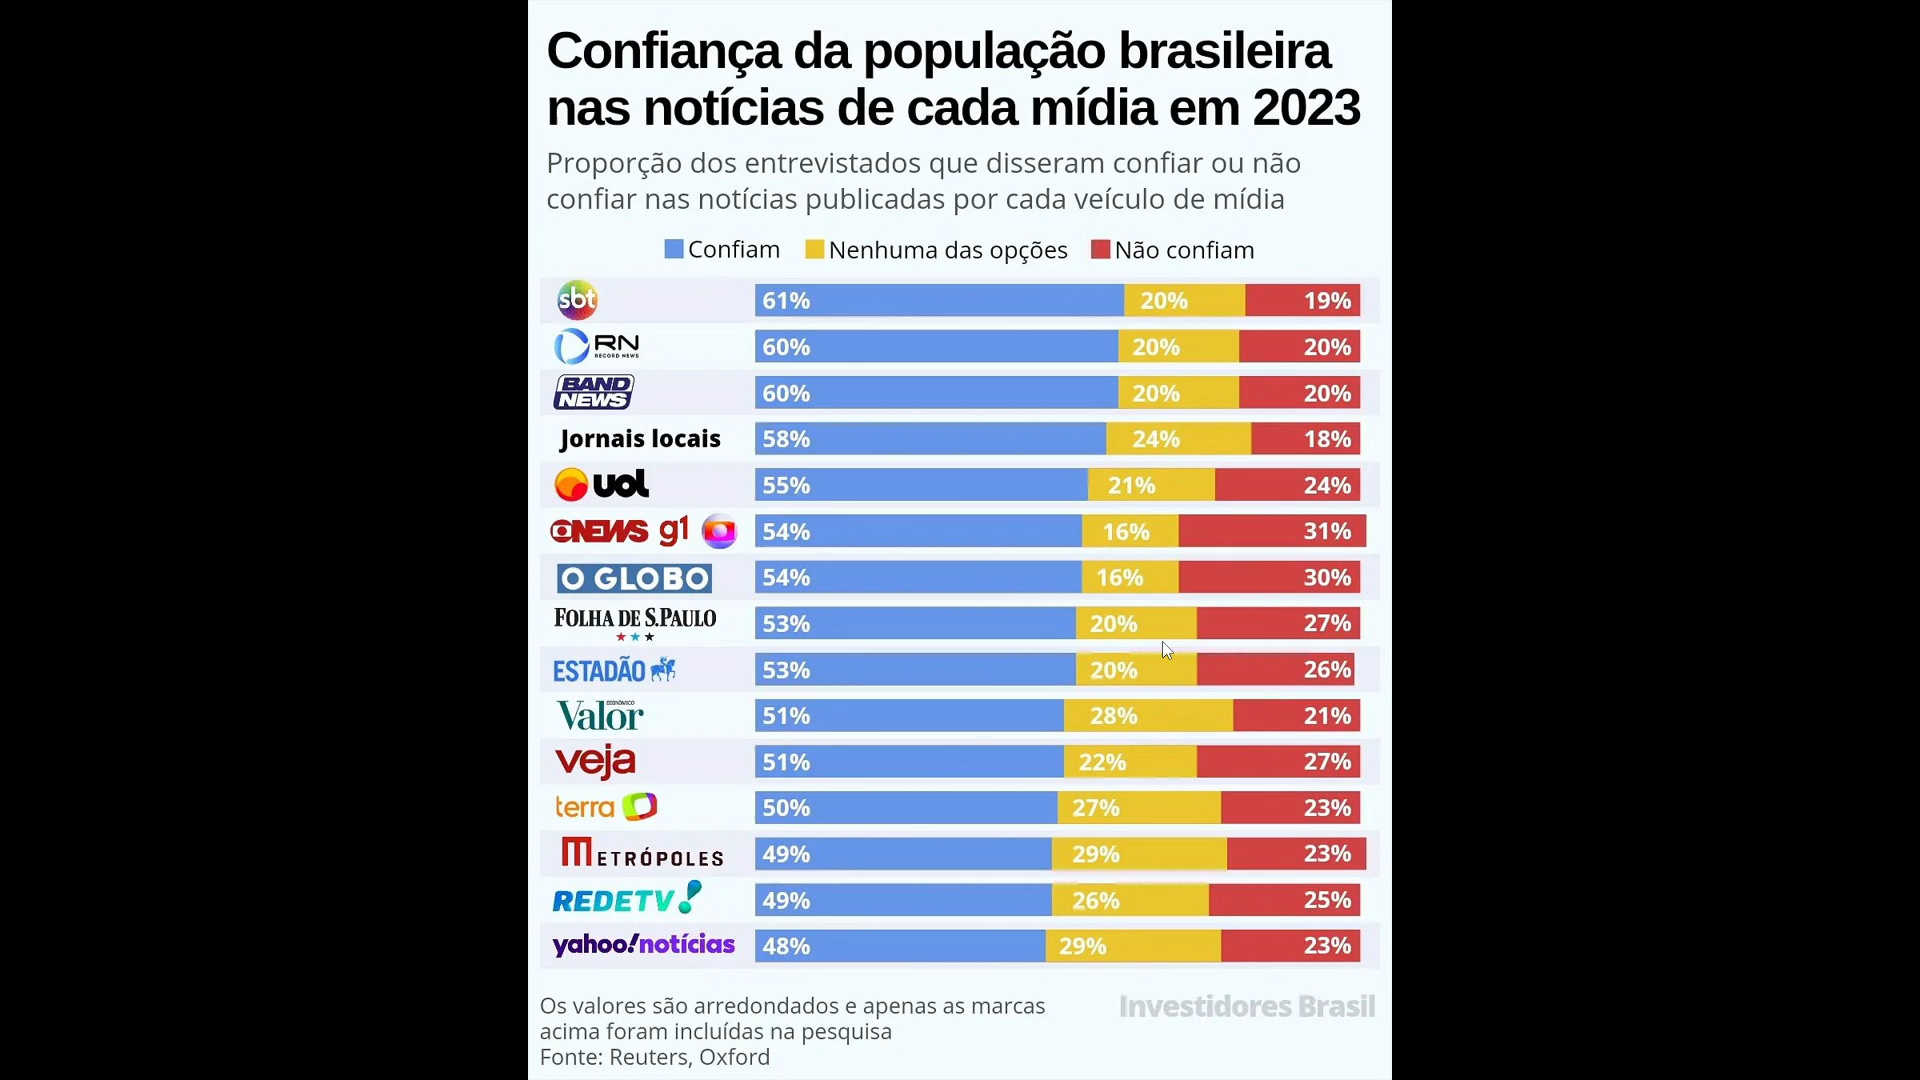 Confiança da população brasileira
nas notícias de cada mídia em 2023
Proporção dos entrevistados que disseram confiar ou não
confiar nas notícias publicadas por cada veículo de mídia
Confiam Nenhuma das opções Não confiam
sbt 61% 20% 19%
RN RECORD NEWS 60% 20% 20%
BAND NEWS 60% 20% 20%
Jornais locais 58% 24% 18%
uol 55% 21% 24%
NEWS g1 54% 16% 31%
O GLOBO 54% 16% 30%
FOLHA DE S.PAULO 53% 20% 27%
ESTADÃO 53% 20% 26%
Valor ECONÔMICO 51% 28% 21%
veja 51% 22% 27%
terra 50% 27% 23%
METRÓPOLES 49% 29% 23%
REDETV! 49% 26% 25%
yahoo!notícias 48% 29% 23%
Os valores são arredondados e apenas as marcas
acima foram incluídas na pesquisa
Fonte: Reuters, Oxford
Investidores Brasil